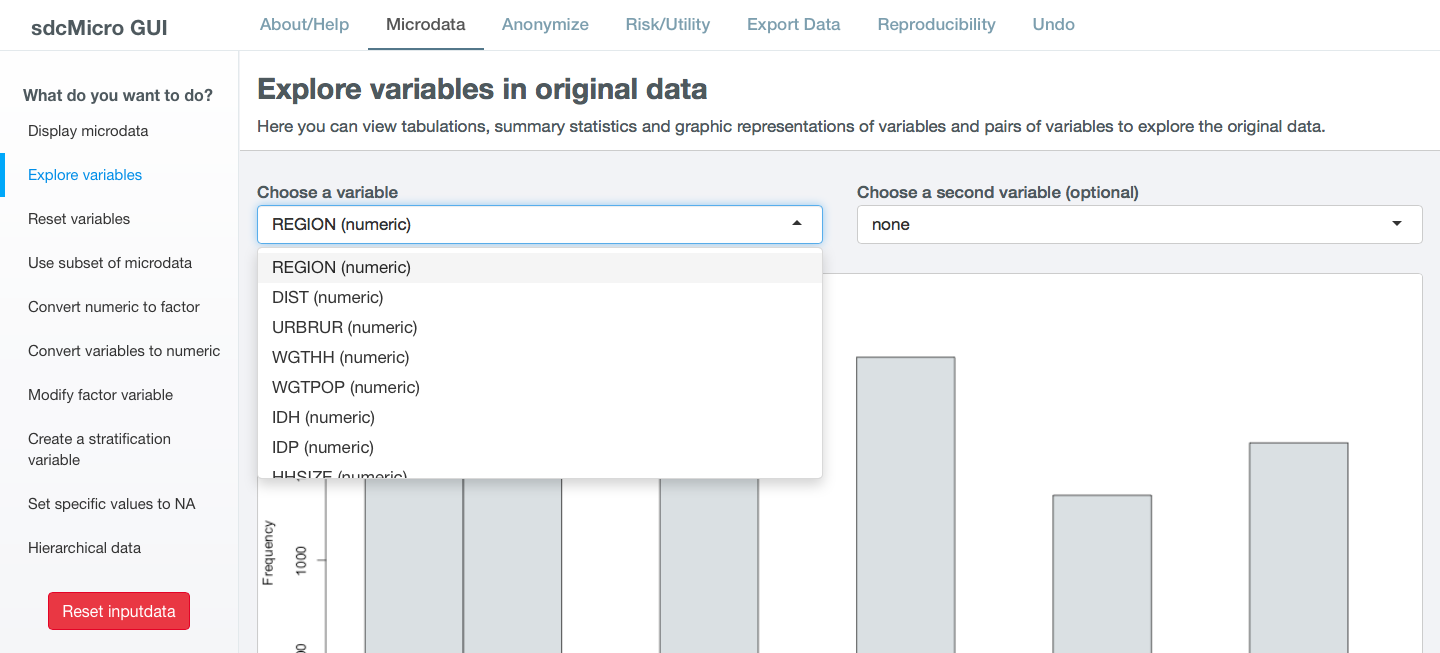 sdcMicro GUI
About/Help
Microdata
Anonymize
Risk/Utility
Export Data
Reproducibility
Undo
What do you want to do?
Display microdata
Explore variables
Reset variables
Use subset of microdata
Convert numeric to factor
Convert variables to numeric
Modify factor variable
Create a stratification
variable
Set specific values to NA
Hierarchical data
Reset inputdata
Explore variables in original data
Here you can view tabulations, summary statistics and graphic representations of variables and pairs of variables to explore the original data.
Choose a variable
REGION (numeric)
REGION (numeric)
DIST (numeric)
URBRUR (numeric)
WGTHH (numeric)
WGTPOP (numeric)
IDH (numeric)
IDP (numeric)
HHSIZE (numeric)
Choose a second variable (optional)
none
Frequency
1000